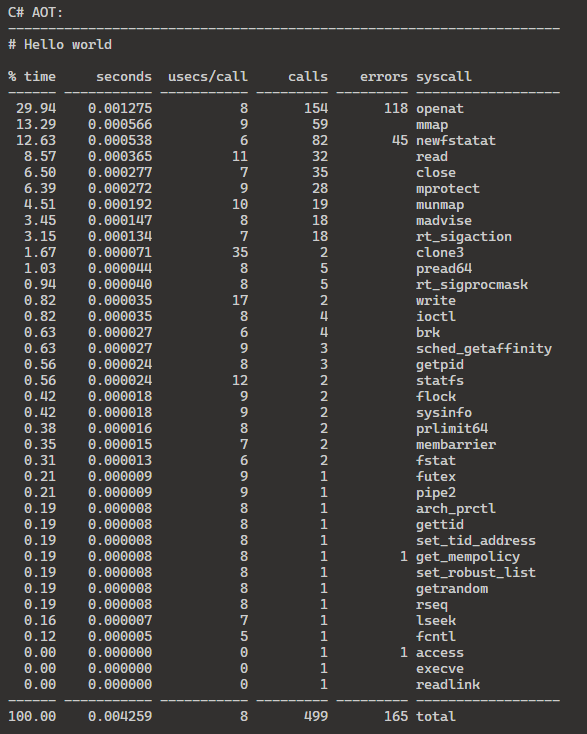 C# AOT:
---------------------------------------------------------------------
# Hello world
% time     seconds  usecs/call     calls    errors syscall
------ ----------- ----------- --------- --------- ------------------
 29.94    0.001275           8       154       118 openat
 13.29    0.000566           9        59           mmap
 12.63    0.000538           6        82        45 newfstatat
  8.57    0.000365          11        32           read
  6.50    0.000277           7        35           close
  6.39    0.000272           9        28           mprotect
  4.51    0.000192          10        19           munmap
  3.45    0.000147           8        18           madvise
  3.15    0.000134           7        18           rt_sigaction
  1.67    0.000071          35         2           clone3
  1.03    0.000044           8         5           pread64
  0.94    0.000040           8         5           rt_sigprocmask
  0.82    0.000035          17         2           write
  0.82    0.000035           8         4           ioctl
  0.63    0.000027           6         4           brk
  0.63    0.000027           9         3           sched_getaffinity
  0.56    0.000024           8         3           getpid
  0.56    0.000024          12         2           statfs
  0.42    0.000018           9         2           flock
  0.42    0.000018           9         2           sysinfo
  0.38    0.000016           8         2           prlimit64
  0.35    0.000015           7         2           membarrier
  0.31    0.000013           6         2           fstat
  0.21    0.000009           9         1           futex
  0.21    0.000009           9         1           pipe2
  0.19    0.000008           8         1           arch_prctl
  0.19    0.000008           8         1           gettid
  0.19    0.000008           8         1           set_tid_address
  0.19    0.000008           8         1         1 get_mempolicy
  0.19    0.000008           8         1           set_robust_list
  0.19    0.000008           8         1           getrandom
  0.19    0.000008           8         1           rseq
  0.16    0.000007           7         1           lseek
  0.12    0.000005           5         1           fcntl
  0.00    0.000000           0         1         1 access
  0.00    0.000000           0         1           execve
  0.00    0.000000           0         1           readlink
------ ----------- ----------- --------- --------- ------------------
100.00    0.004259           8       499       165 total